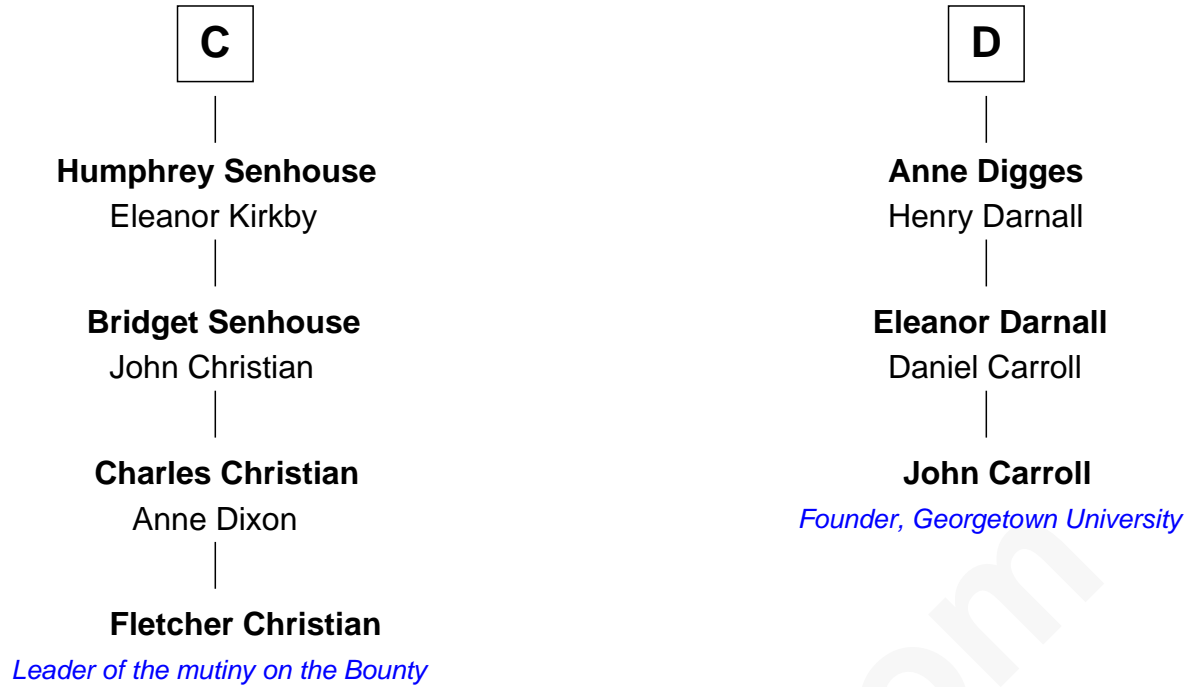 C
Humphrey Senhouse
Eleanor Kirkby
Bridget Senhouse
John Christian
Charles Christian
Anne Dixon
Fletcher Christian
Leader of the mutiny on the Bounty
D
Anne Digges
Henry Darnall
Eleanor Darnall
Daniel Carroll
John Carroll
Founder, Georgetown University
om